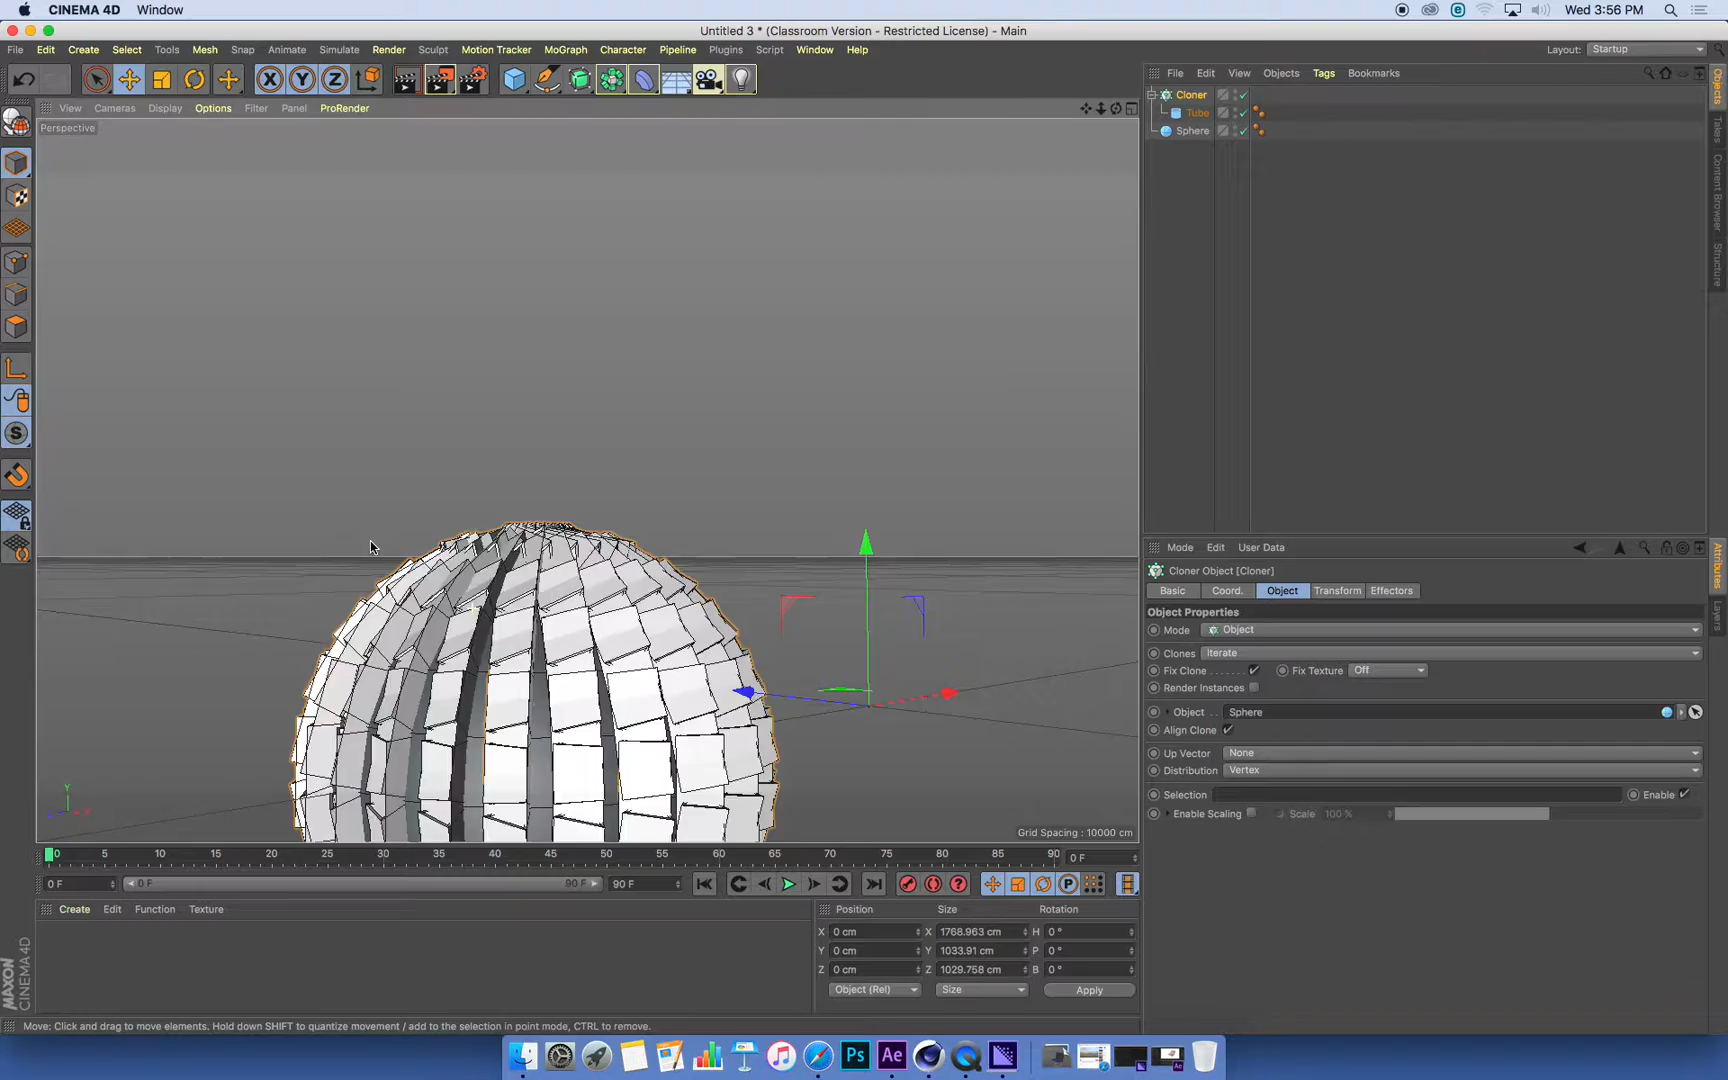 CINEMA 4D Window
Wed 3:56 PM
Untitled 3 * (Classroom Version - Restricted License) - Main
File Edit Create Select Tools Mesh Snap Animate Simulate Render Sculpt Motion Tracker MoGraph Character Pipeline Plugins Script Window Help
Layout: Startup
X Y Z
View Cameras Display Options Filter Panel ProRender
Perspective
Grid Spacing : 10000 cm
Y
File Edit View Objects Tags Bookmarks
Cloner
Tube
Sphere
Objects
Takes
Content Browser
Structure
Mode Edit User Data
Cloner Object [Cloner]
Basic Coord. Object Transform Effectors
Object Properties
Mode Object
Clones Iterate
Fix Clone Fix Texture Off
Render Instances
Object Sphere
Align Clone
Up Vector None
Distribution Vertex
Selection Enable
Enable Scaling Scale 100 %
Attributes
Layers
0 5 10 15 20 25 30 35 40 45 50 55 60 65 70 75 80 85 90 0 F
0 F 0 F 90 F 90 F
Create Edit Function Texture
Position Size Rotation
X 0 cm X 1768.963 cm H 0 °
Y 0 cm Y 1033.91 cm P 0 °
Z 0 cm Z 1029.758 cm B 0 °
Object (Rel) Size Apply
MAXON
CINEMA 4D
Move: Click and drag to move elements. Hold down SHIFT to quantize movement / add to the selection in point mode, CTRL to remove.
Ps Ae